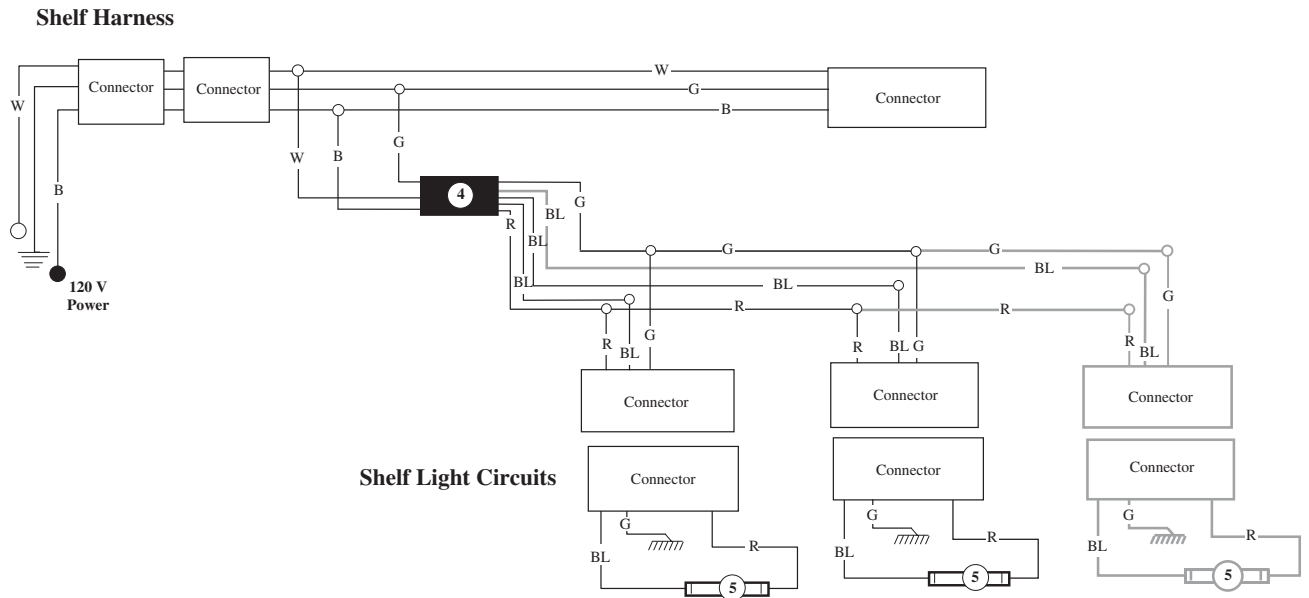 Shelf Harness
W
Connector
Connector
G
Connector
B
W
G
W
B
B
4
G
BL
R
BL
G
G
BL
120 V
Power
BL
BL
G
R
R
R
BL
G
R
BL
G
R
BL
Connector
Connector
Connector
Shelf Light Circuits
Connector
Connector
Connector
G
G
G
BL
R
BL
R
BL
R
5
5
5